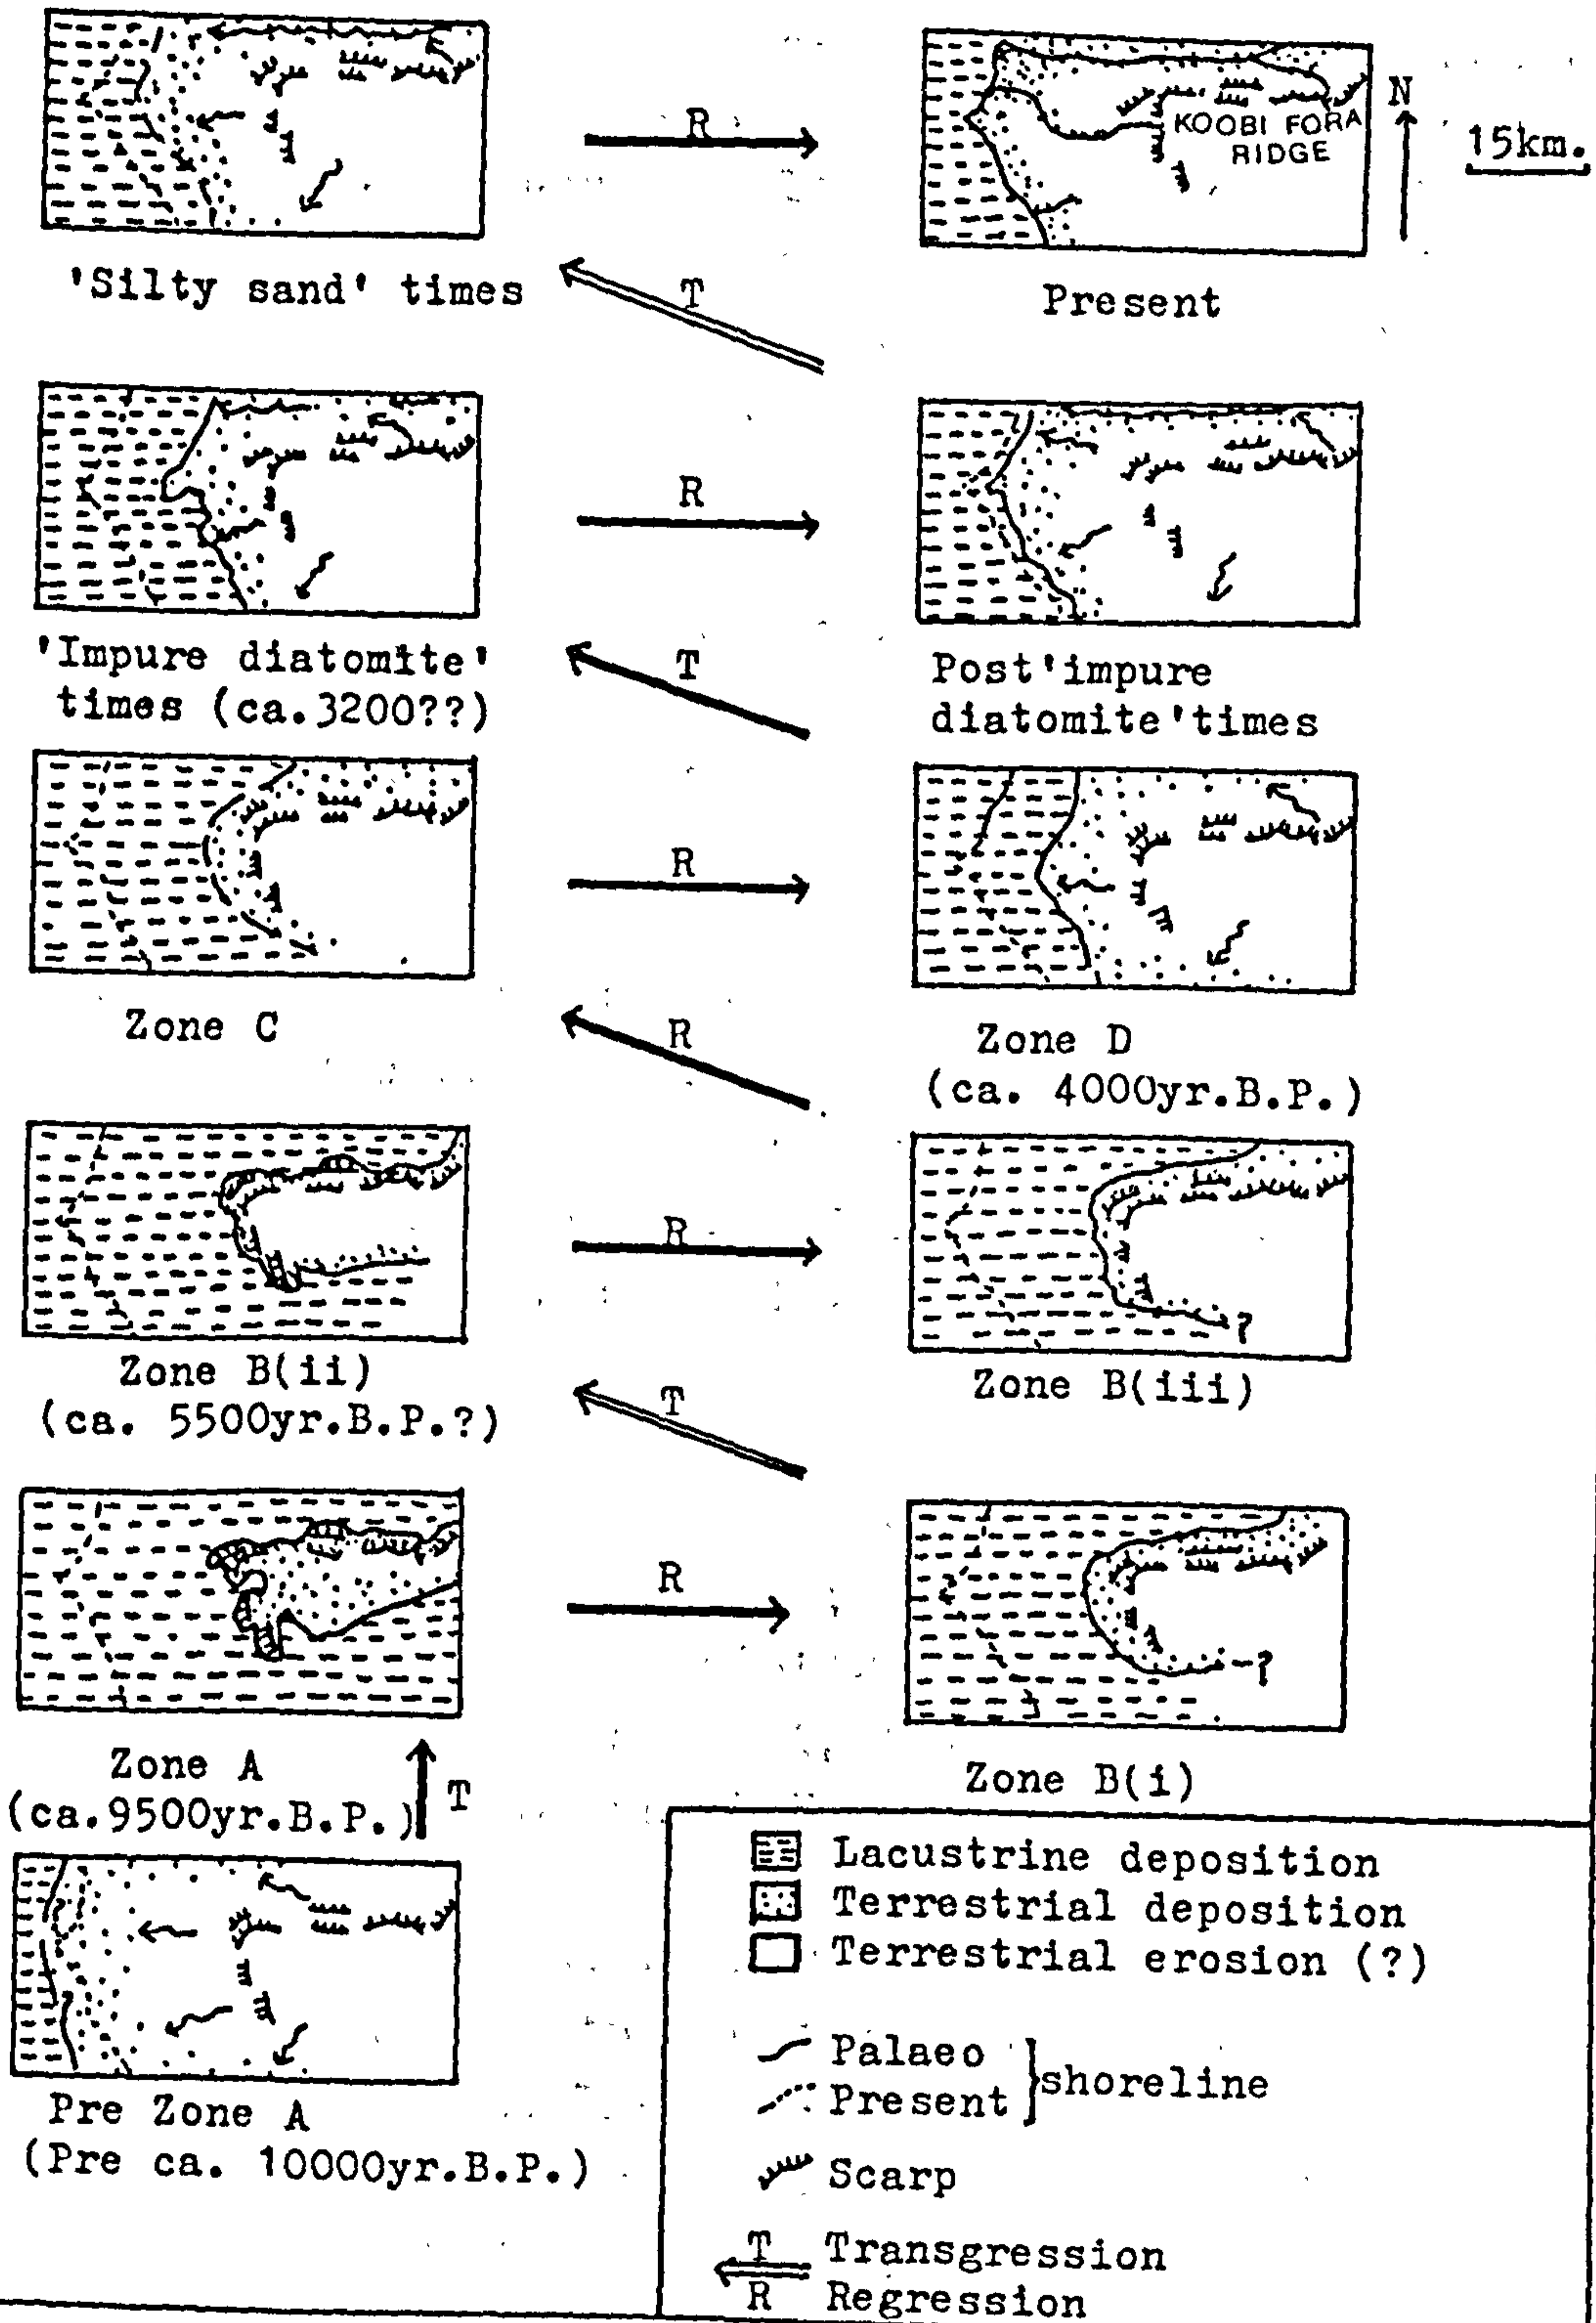 R
N
KOOBI FORA
RIDGE
15km.
'Silty sand' times
T
Present
R
'Impure diatomite'
times (ca.3200??)
T
Post'impure
diatomite'times
R
Zone C
R
Zone D
(ca. 4000yr.B.P.)
R
?
Zone B(ii)
(ca. 5500yr.B.P.?)
T
Zone B(iii)
R
?
Zone A
(ca.9500yr.B.P.)
T
Zone B(i)
Lacustrine deposition
Terrestrial deposition
Terrestrial erosion (?)
Palaeo
Present
shoreline
Scarp
T Transgression
R Regression
Pre Zone A
(Pre ca. 10000yr.B.P.)